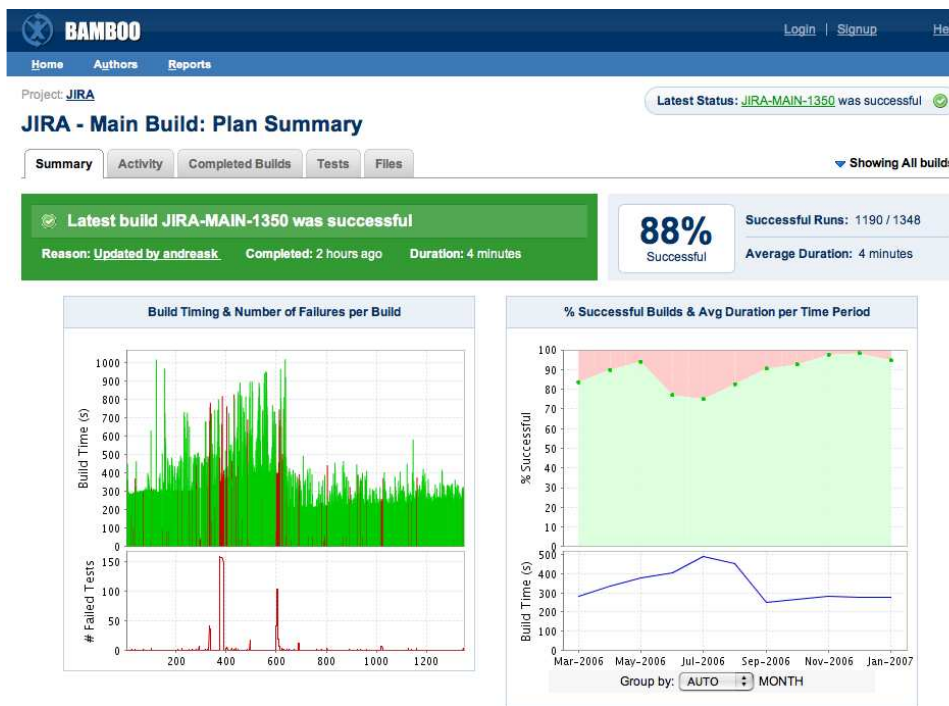 BAMBOO
Login | Signup He
Home Authors Reports
Project: JIRA
Latest Status: JIRA-MAIN-1350 was successful
JIRA - Main Build: Plan Summary
Summary Activity Completed Builds Tests Files
Showing All builds
Latest build JIRA-MAIN-1350 was successful
Reason: Updated by andreask Completed: 2 hours ago Duration: 4 minutes
88%
Successful
Successful Runs: 1190 / 1348
Average Duration: 4 minutes
Build Timing & Number of Failures per Build
1000
900
800
700
600
500
400
300
200
100
0
Build Time (s)
150
100
50
0
# Failed Tests
200 400 600 800 1000 1200
% Successful Builds & Avg Duration per Time Period
100
90
80
70
60
50
40
30
20
10
0
% Successful
500
400
300
200
100
0
Build Time (s)
Mar-2006 May-2006 Jul-2006 Sep-2006 Nov-2006 Jan-2007
Group by: AUTO MONTH